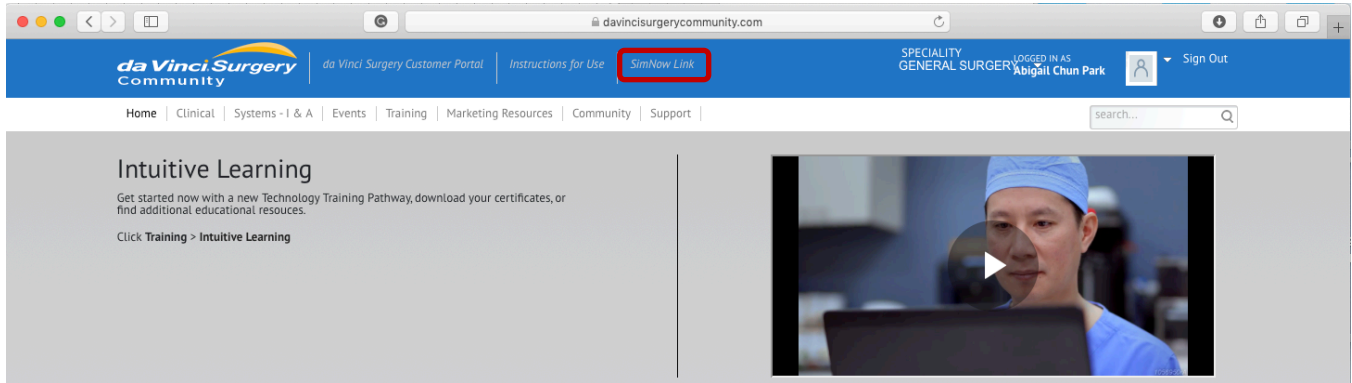 davincisurgerycommunity.com
da Vinci Surgery
Community
da Vinci Surgery Customer Portal
Instructions for Use
SimNow Link
SPECIALITY
GENERAL SURGERY
LOGGED IN AS
Abigail Chun Park
Sign Out
Home Clinical Systems - I & A Events Training Marketing Resources Community Support
search...
Intuitive Learning
Get started now with a new Technology Training Pathway, download your certificates, or
find additional educational resouces.
Click Training > Intuitive Learning